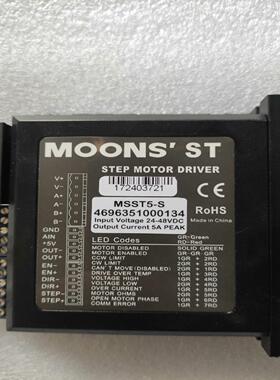 MOONS' ST
STEP MOTOR DRIVER
172403721
MSST5-S
4696351000134
Input Voltage 24-48VDC
Output Current 5A PEAK
CE
RoHS
Made in China
V+
V-
A+
A-
B+
B-
GND
AIN
+5V
OUT-
OUT+
EN-
EN+
DIR-
DIR+
STEP-
STEP+
LED Codes
GR-Green
RD-Red
MOTOR DISABLED SOLID GREEN
MOTOR ENABLED GR-GR GR
CCW LIMIT 1GR + 2RD
CW LIMIT 2GR + 2RD
CAN'T MOVE (DISABLED) 2GR + 1RD
DRIVE OVER TEMP 1GR + 3RD
VOLTAGE HIGH 1GR + 4RD
VOLTAGE LOW 2GR + 4RD
OVER CURRENT 1GR + 5RD
MOTOR OHMS 2GR + 5RD
OPEN MOTOR PHASE 1GR + 6RD
COMM ERROR 1GR + 7RD